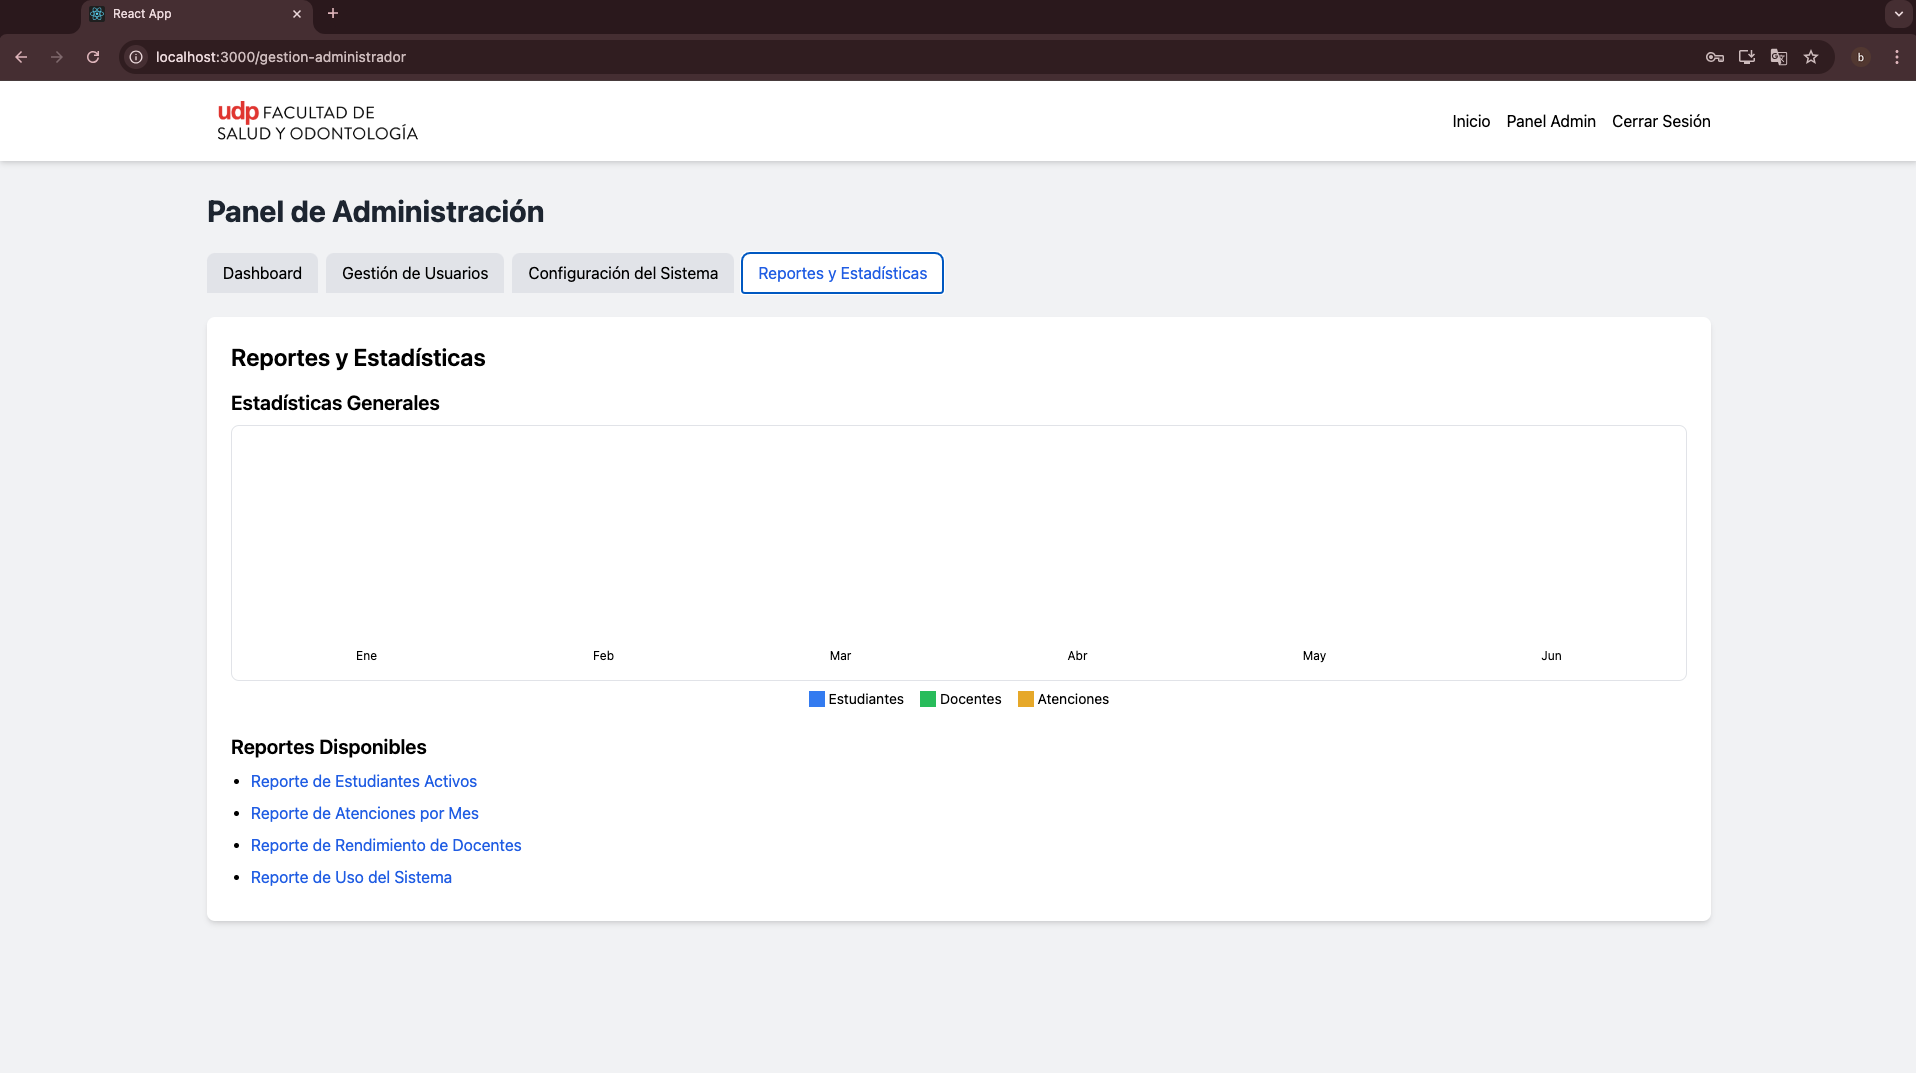 React App
localhost:3000/gestion-administrador
b
udp FACULTAD DE
SALUD Y ODONTOLOGÍA
Inicio Panel Admin Cerrar Sesión
Panel de Administración
Dashboard Gestión de Usuarios Configuración del Sistema Reportes y Estadísticas
Reportes y Estadísticas
Estadísticas Generales
Ene Feb Mar Abr May Jun
Estudiantes Docentes Atenciones
Reportes Disponibles
Reporte de Estudiantes Activos
Reporte de Atenciones por Mes
Reporte de Rendimiento de Docentes
Reporte de Uso del Sistema